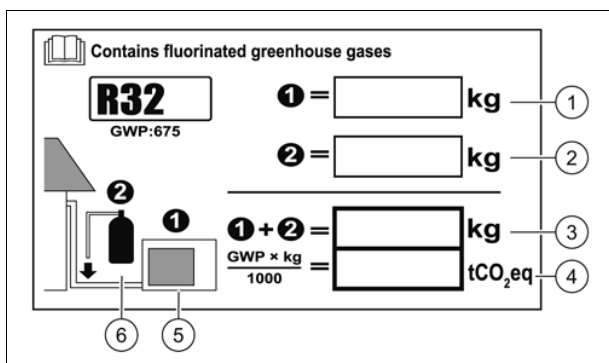 Contains fluorinated greenhouse gases
R32
GWP:675
❶= kg ①
❷= kg ②
❷
❶
❶+❷= kg ③
GWP × kg
1000
= tCO₂eq ④
⑥ ⑤